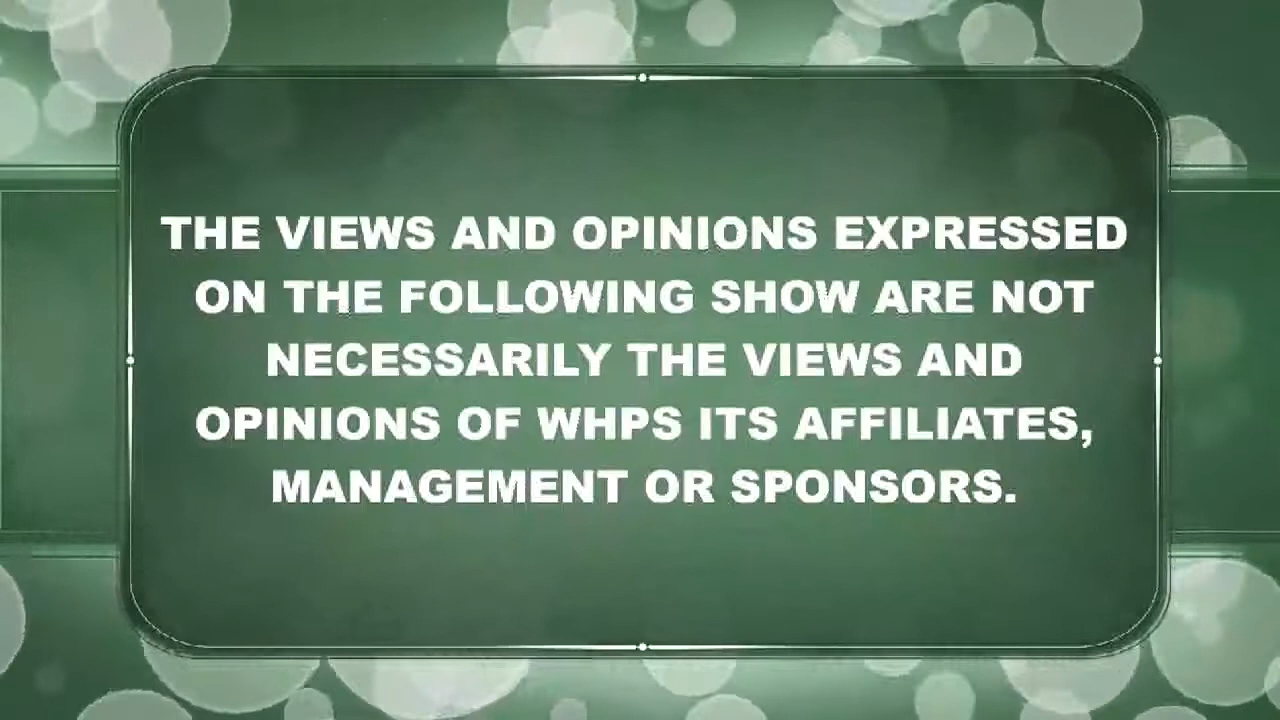 THE VIEWS AND OPINIONS EXPRESSED
ON THE FOLLOWING SHOW ARE NOT
NECESSARILY THE VIEWS AND
OPINIONS OF WHPS ITS AFFILIATES,
MANAGEMENT OR SPONSORS.